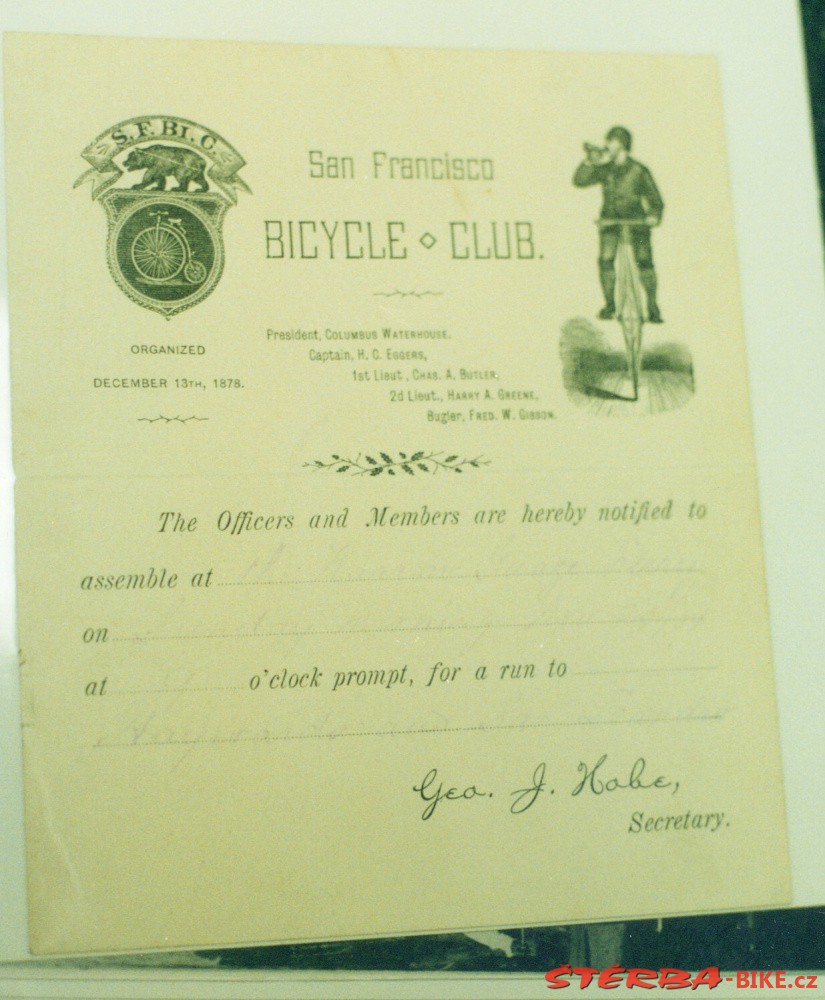 S.F. BI. C.
San Francisco
BICYCLE ◇ CLUB.
ORGANIZED
DECEMBER 13TH, 1878.
President, COLUMBUS WATERHOUSE.
Captain, H. C. EGGERS,
1st Lieut., CHAS. A. BUTLER,
2d Lieut., HARRY A. GREENE,
Bugler, FRED. W. GIBSON.
The Officers and Members are hereby notified to
assemble at
on
at o'clock prompt, for a run to
Geo. J. Hobe,
Secretary.
ŠTĚRBA-BIKE.cz